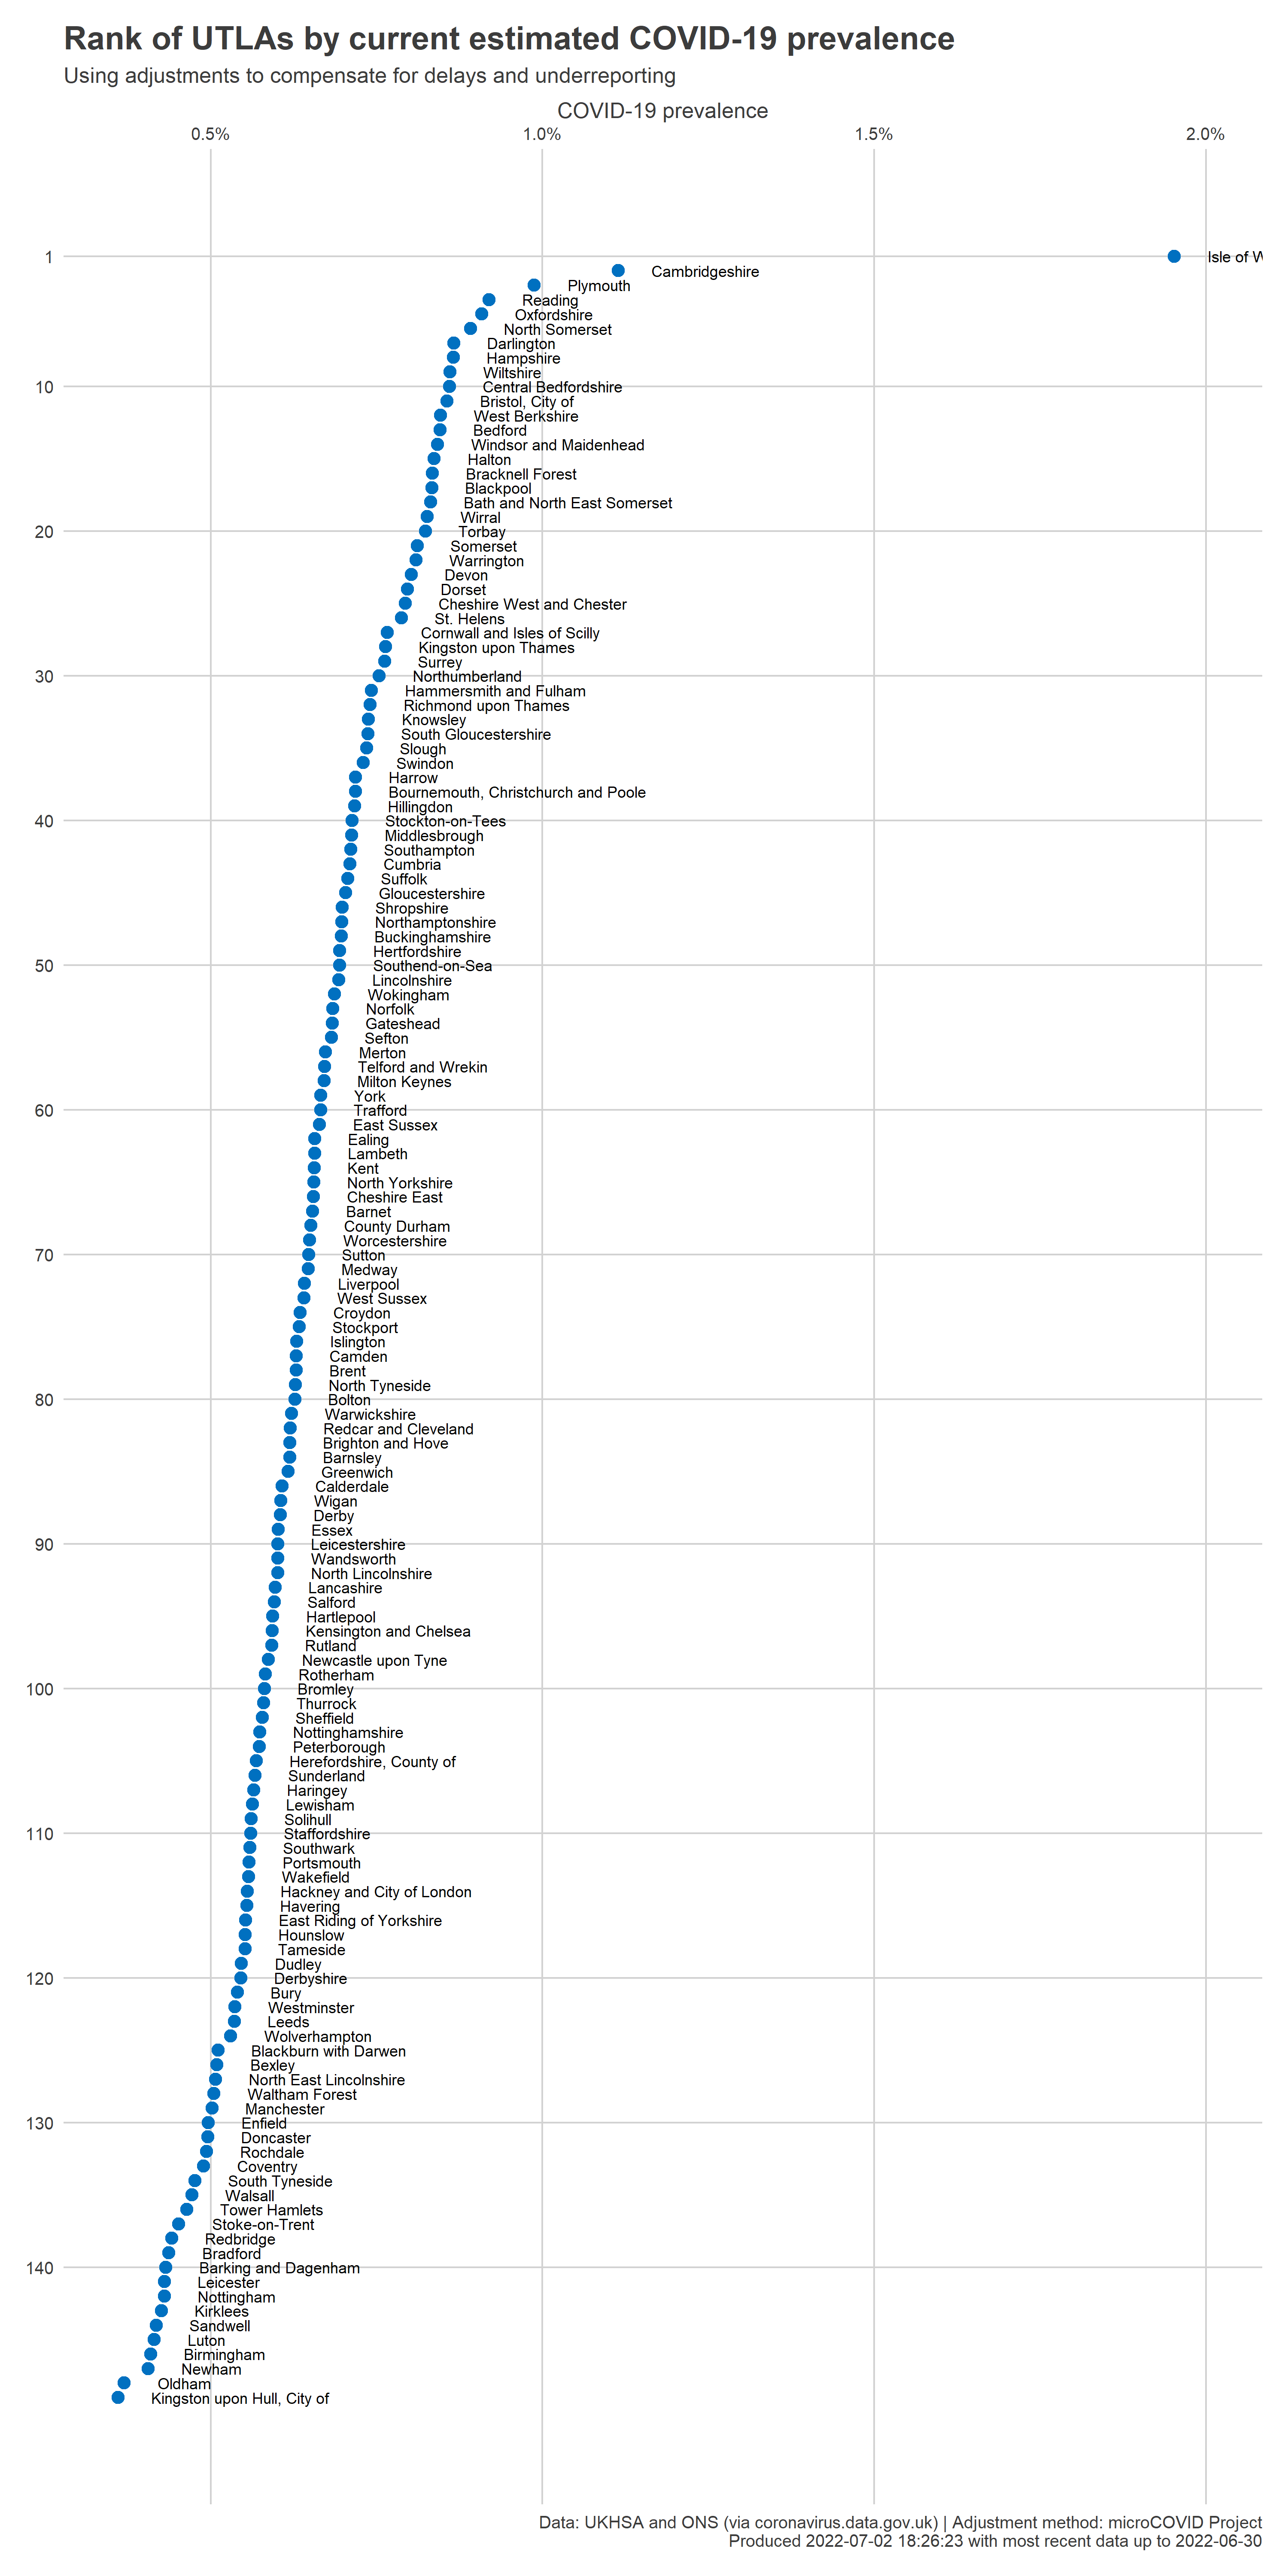 Rank of UTLAs by current estimated COVID-19 prevalence
Using adjustments to compensate for delays and underreporting
COVID-19 prevalence
0.5% 1.0% 1.5% 2.0%
1 Isle of W
Cambridgeshire
Plymouth
Reading
Oxfordshire
North Somerset
Darlington
Hampshire
Wiltshire
10 Central Bedfordshire
Bristol, City of
West Berkshire
Bedford
Windsor and Maidenhead
Halton
Bracknell Forest
Blackpool
Bath and North East Somerset
Wirral
20 Torbay
Somerset
Warrington
Devon
Dorset
Cheshire West and Chester
St. Helens
Cornwall and Isles of Scilly
Kingston upon Thames
Surrey
30 Northumberland
Hammersmith and Fulham
Richmond upon Thames
Knowsley
South Gloucestershire
Slough
Swindon
Harrow
Bournemouth, Christchurch and Poole
Hillingdon
40 Stockton-on-Tees
Middlesbrough
Southampton
Cumbria
Suffolk
Gloucestershire
Shropshire
Northamptonshire
Buckinghamshire
Hertfordshire
50 Southend-on-Sea
Lincolnshire
Wokingham
Norfolk
Gateshead
Sefton
Merton
Telford and Wrekin
Milton Keynes
York
60 Trafford
East Sussex
Ealing
Lambeth
Kent
North Yorkshire
Cheshire East
Barnet
County Durham
Worcestershire
70 Sutton
Medway
Liverpool
West Sussex
Croydon
Stockport
Islington
Camden
Brent
North Tyneside
80 Bolton
Warwickshire
Redcar and Cleveland
Brighton and Hove
Barnsley
Greenwich
Calderdale
Wigan
Derby
Essex
90 Leicestershire
Wandsworth
North Lincolnshire
Lancashire
Salford
Hartlepool
Kensington and Chelsea
Rutland
Newcastle upon Tyne
Rotherham
100 Bromley
Thurrock
Sheffield
Nottinghamshire
Peterborough
Herefordshire, County of
Sunderland
Haringey
Lewisham
Solihull
110 Staffordshire
Southwark
Portsmouth
Wakefield
Hackney and City of London
Havering
East Riding of Yorkshire
Hounslow
Tameside
Dudley
120 Derbyshire
Bury
Westminster
Leeds
Wolverhampton
Blackburn with Darwen
Bexley
North East Lincolnshire
Waltham Forest
Manchester
130 Enfield
Doncaster
Rochdale
Coventry
South Tyneside
Walsall
Tower Hamlets
Stoke-on-Trent
Redbridge
Bradford
140 Barking and Dagenham
Leicester
Nottingham
Kirklees
Sandwell
Luton
Birmingham
Newham
Oldham
Kingston upon Hull, City of
Data: UKHSA and ONS (via coronavirus.data.gov.uk) | Adjustment method: microCOVID Project
Produced 2022-07-02 18:26:23 with most recent data up to 2022-06-30